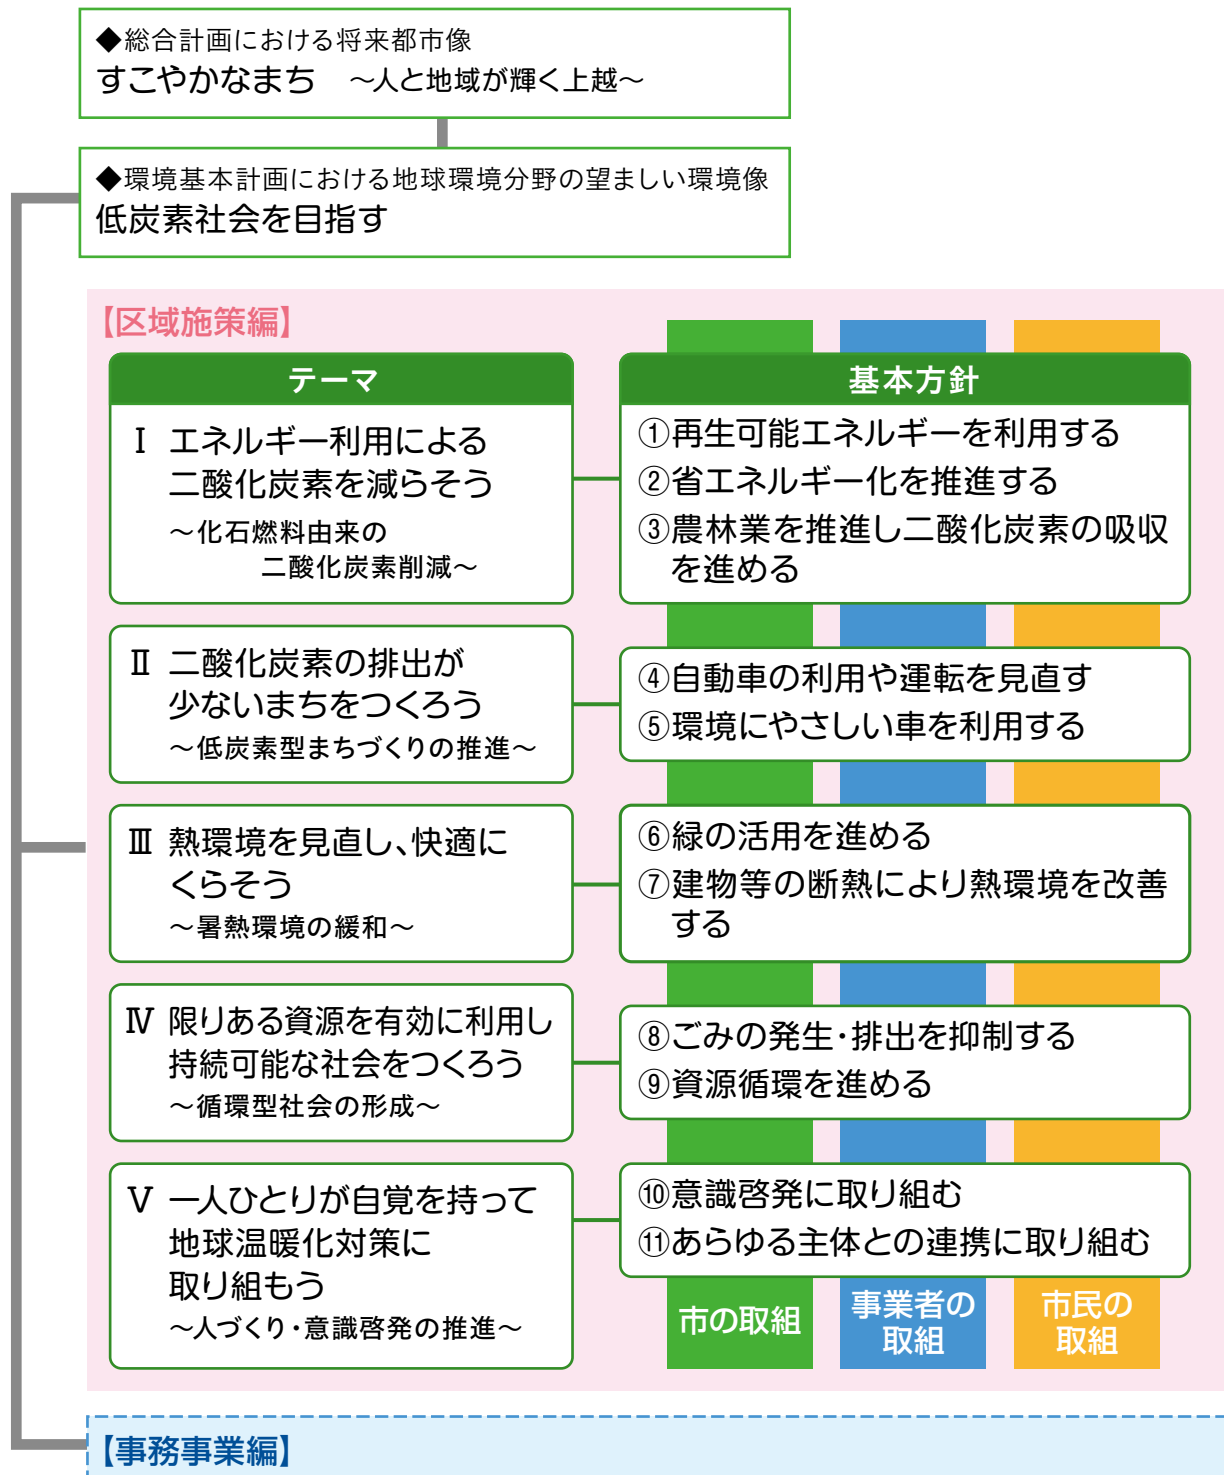 ◆総合計画における将来都市像
すこやかなまち ～人と地域が輝く上越～
◆環境基本計画における地球環境分野の望ましい環境像
低炭素社会を目指す
【区域施策編】
テーマ
Ⅰ エネルギー利用による
二酸化炭素を減らそう
～化石燃料由来の
二酸化炭素削減～
Ⅱ 二酸化炭素の排出が
少ないまちをつくろう
～低炭素型まちづくりの推進～
Ⅲ 熱環境を見直し、快適に
くらそう
～暑熱環境の緩和～
Ⅳ 限りある資源を有効に利用し
持続可能な社会をつくろう
～循環型社会の形成～
Ⅴ 一人ひとりが自覚を持って
地球温暖化対策に
取り組もう
～人づくり・意識啓発の推進～
基本方針
①再生可能エネルギーを利用する
②省エネルギー化を推進する
③農林業を推進し二酸化炭素の吸収
を進める
④自動車の利用や運転を見直す
⑤環境にやさしい車を利用する
⑥緑の活用を進める
⑦建物等の断熱により熱環境を改善
する
⑧ごみの発生・排出を抑制する
⑨資源循環を進める
⑩意識啓発に取り組む
⑪あらゆる主体との連携に取り組む
市の取組
事業者の
取組
市民の
取組
【事務事業編】